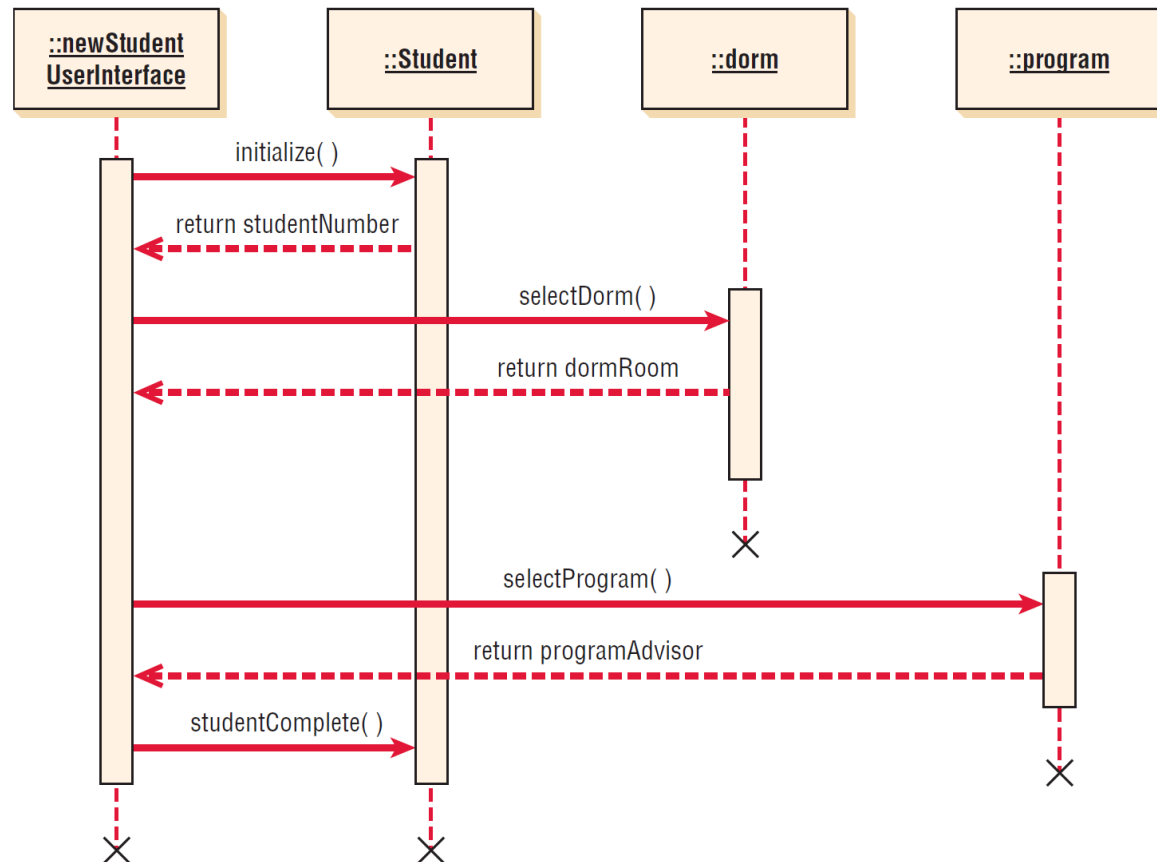 ::newStudent
UserInterface
::Student
::dorm
::program
initialize( )
return studentNumber
selectDorm( )
return dormRoom
selectProgram( )
return programAdvisor
studentComplete( )